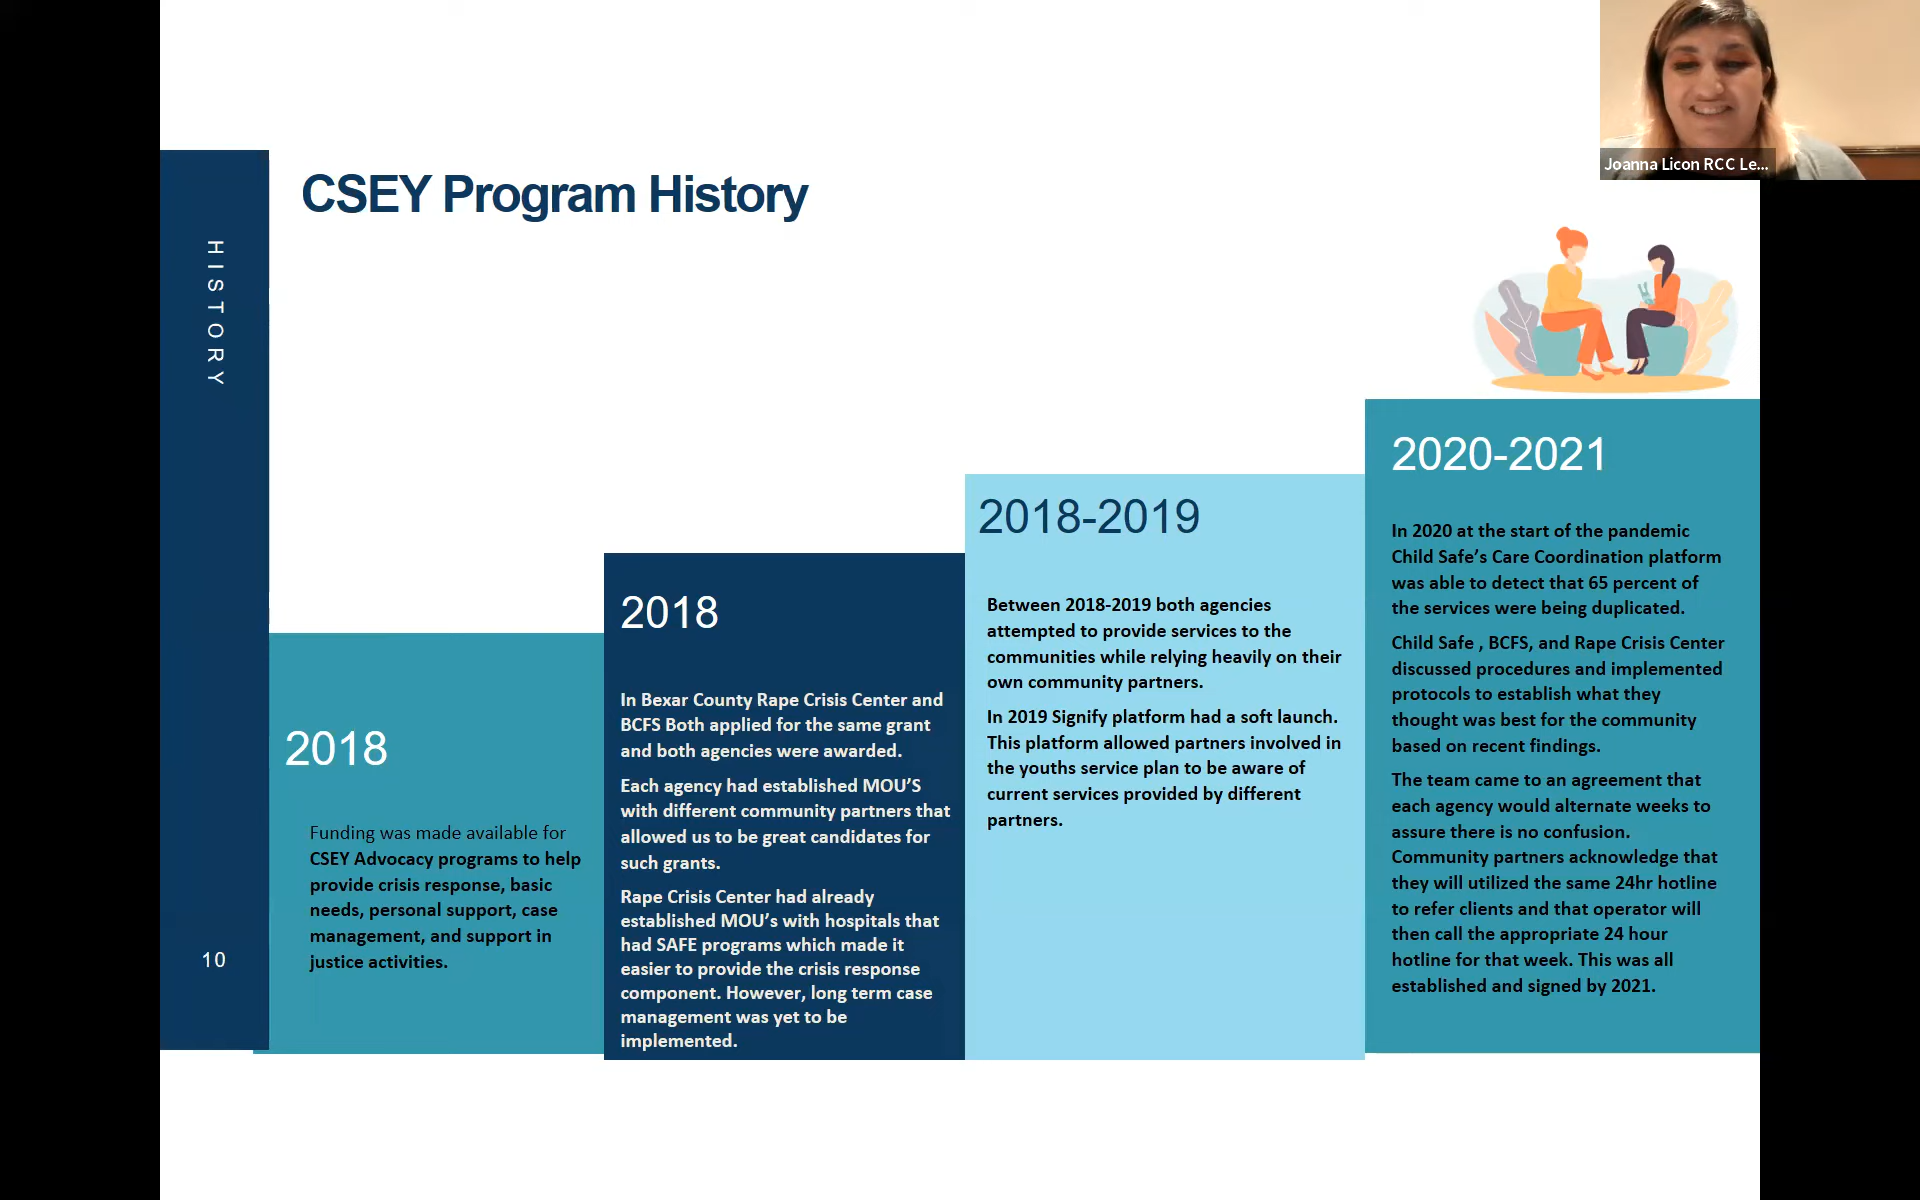 Joanna Licon RCC Le...
CSEY Program History
HISTORY
10
2018
Funding was made available for
CSEY Advocacy programs to help
provide crisis response, basic
needs, personal support, case
management, and support in
justice activities.
2018
In Bexar County Rape Crisis Center and
BCFS Both applied for the same grant
and both agencies were awarded.
Each agency had established MOU'S
with different community partners that
allowed us to be great candidates for
such grants.
Rape Crisis Center had already
established MOU's with hospitals that
had SAFE programs which made it
easier to provide the crisis response
component. However, long term case
management was yet to be
implemented.
2018-2019
Between 2018-2019 both agencies
attempted to provide services to the
communities while relying heavily on their
own community partners.
In 2019 Signify platform had a soft launch.
This platform allowed partners involved in
the youths service plan to be aware of
current services provided by different
partners.
2020-2021
In 2020 at the start of the pandemic
Child Safe's Care Coordination platform
was able to detect that 65 percent of
the services were being duplicated.
Child Safe , BCFS, and Rape Crisis Center
discussed procedures and implemented
protocols to establish what they
thought was best for the community
based on recent findings.
The team came to an agreement that
each agency would alternate weeks to
assure there is no confusion.
Community partners acknowledge that
they will utilized the same 24hr hotline
to refer clients and that operator will
then call the appropriate 24 hour
hotline for that week. This was all
established and signed by 2021.